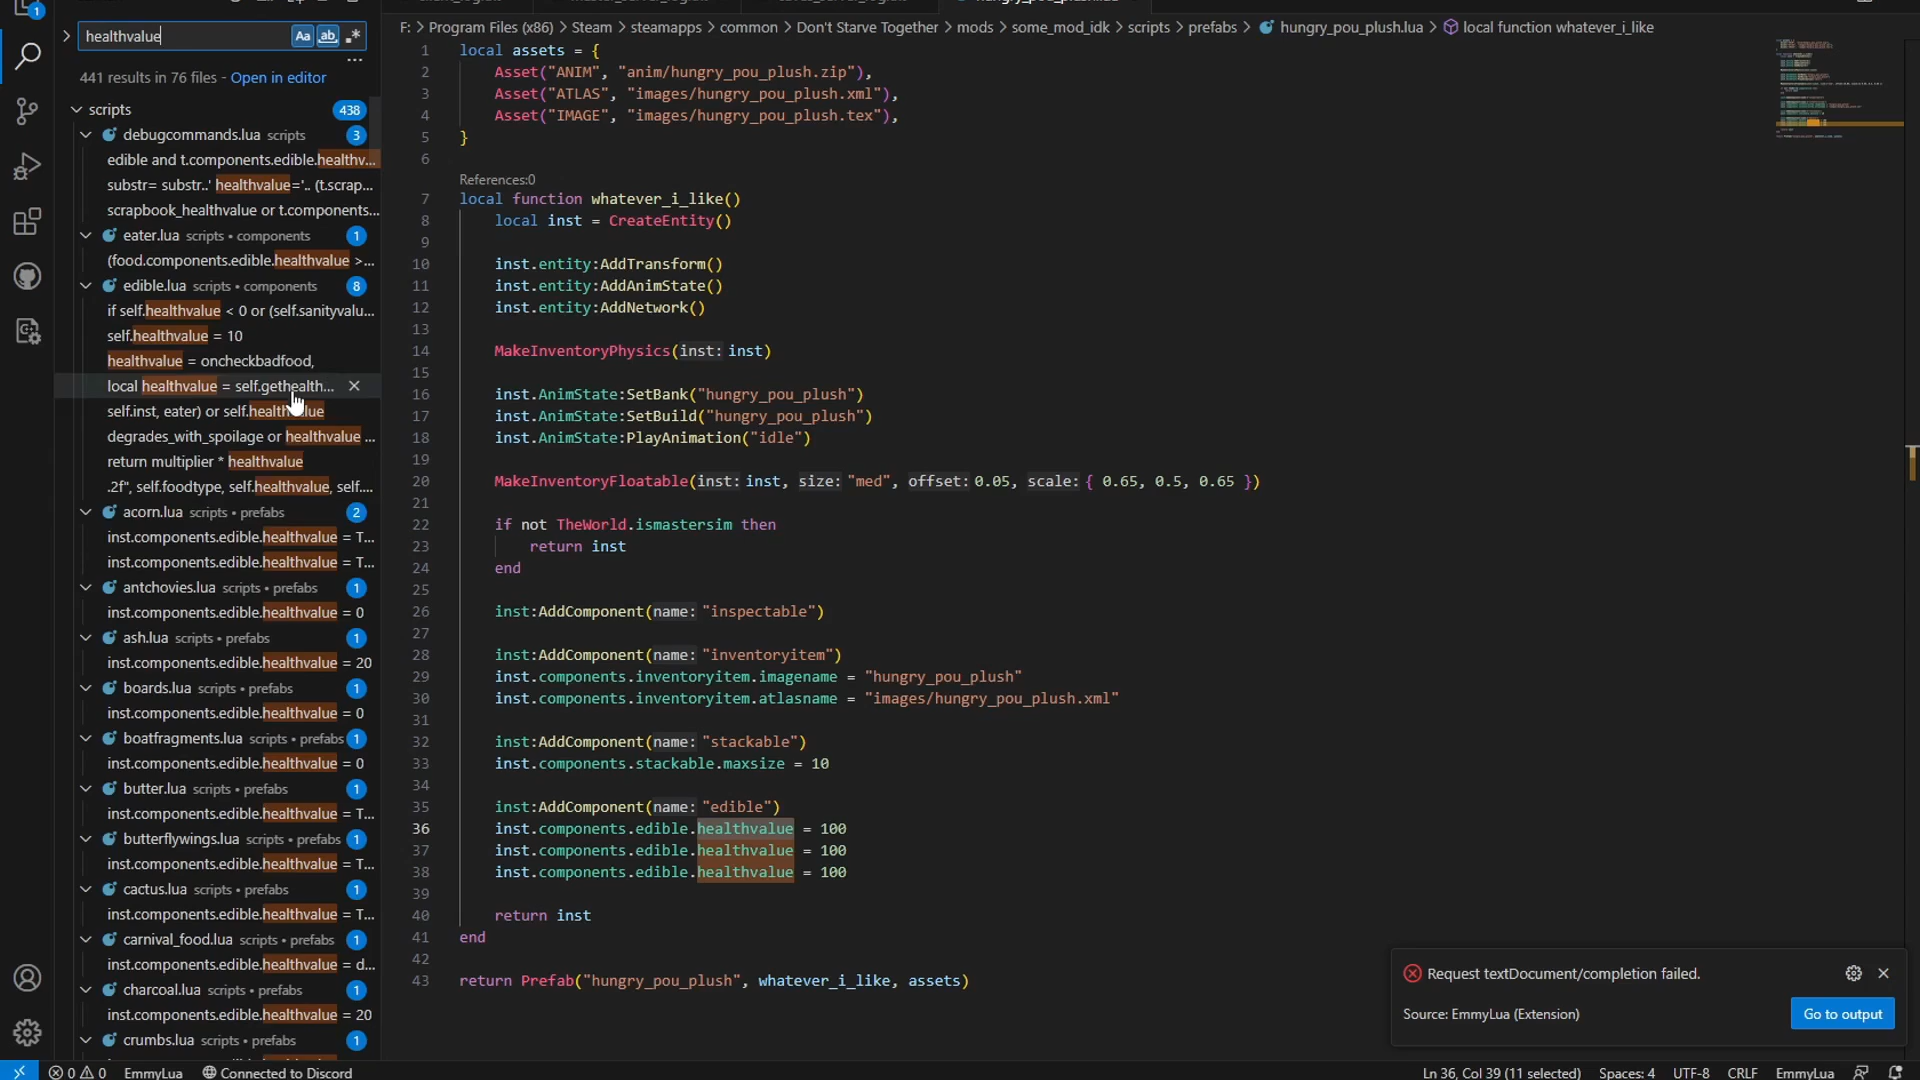 healthvalue
Aa ab .*
441 results in 76 files - Open in editor
scripts 438
debugcommands.lua scripts 3
edible and t.components.edible.healthv...
substr= substr..' healthvalue='.. (t.scrap...
scrapbook_healthvalue or t.components...
eater.lua scripts • components 1
(food.components.edible.healthvalue >...
edible.lua scripts • components 8
if self.healthvalue < 0 or (self.sanityvalu...
self.healthvalue = 10
healthvalue = oncheckbadfood,
local healthvalue = self.gethealth...
self.inst, eater) or self.healthvalue
degrades_with_spoilage or healthvalue ...
return multiplier * healthvalue
.2f", self.foodtype, self.healthvalue, self....
acorn.lua scripts • prefabs 2
inst.components.edible.healthvalue = T...
inst.components.edible.healthvalue = T...
antchovies.lua scripts • prefabs 1
inst.components.edible.healthvalue = 0
ash.lua scripts • prefabs 1
inst.components.edible.healthvalue = 20
boards.lua scripts • prefabs 1
inst.components.edible.healthvalue = 0
boatfragments.lua scripts • prefabs 1
inst.components.edible.healthvalue = 0
butter.lua scripts • prefabs 1
inst.components.edible.healthvalue = T...
butterflywings.lua scripts • prefabs 1
inst.components.edible.healthvalue = T...
cactus.lua scripts • prefabs 1
inst.components.edible.healthvalue = T...
carnival_food.lua scripts • prefabs 1
inst.components.edible.healthvalue = d...
charcoal.lua scripts • prefabs 1
inst.components.edible.healthvalue = 20
crumbs.lua scripts • prefabs 1
F: > Program Files (x86) > Steam > steamapps > common > Don't Starve Together > mods > some_mod_idk > scripts > prefabs > hungry_pou_plush.lua > local function whatever_i_like
1 local assets = {
2 Asset("ANIM", "anim/hungry_pou_plush.zip"),
3 Asset("ATLAS", "images/hungry_pou_plush.xml"),
4 Asset("IMAGE", "images/hungry_pou_plush.tex"),
5 }
6
References:0
7 local function whatever_i_like()
8 local inst = CreateEntity()
9
10 inst.entity:AddTransform()
11 inst.entity:AddAnimState()
12 inst.entity:AddNetwork()
13
14 MakeInventoryPhysics(inst: inst)
15
16 inst.AnimState:SetBank("hungry_pou_plush")
17 inst.AnimState:SetBuild("hungry_pou_plush")
18 inst.AnimState:PlayAnimation("idle")
19
20 MakeInventoryFloatable(inst: inst, size: "med", offset: 0.05, scale: { 0.65, 0.5, 0.65 })
21
22 if not TheWorld.ismastersim then
23 return inst
24 end
25
26 inst:AddComponent(name: "inspectable")
27
28 inst:AddComponent(name: "inventoryitem")
29 inst.components.inventoryitem.imagename = "hungry_pou_plush"
30 inst.components.inventoryitem.atlasname = "images/hungry_pou_plush.xml"
31
32 inst:AddComponent(name: "stackable")
33 inst.components.stackable.maxsize = 10
34
35 inst:AddComponent(name: "edible")
36 inst.components.edible.healthvalue = 100
37 inst.components.edible.healthvalue = 100
38 inst.components.edible.healthvalue = 100
39
40 return inst
41 end
42
43 return Prefab("hungry_pou_plush", whatever_i_like, assets)
Request textDocument/completion failed.
Source: EmmyLua (Extension)
Go to output
1
0 0 EmmyLua Connected to Discord
Ln 36, Col 39 (11 selected) Spaces: 4 UTF-8 CRLF EmmyLua